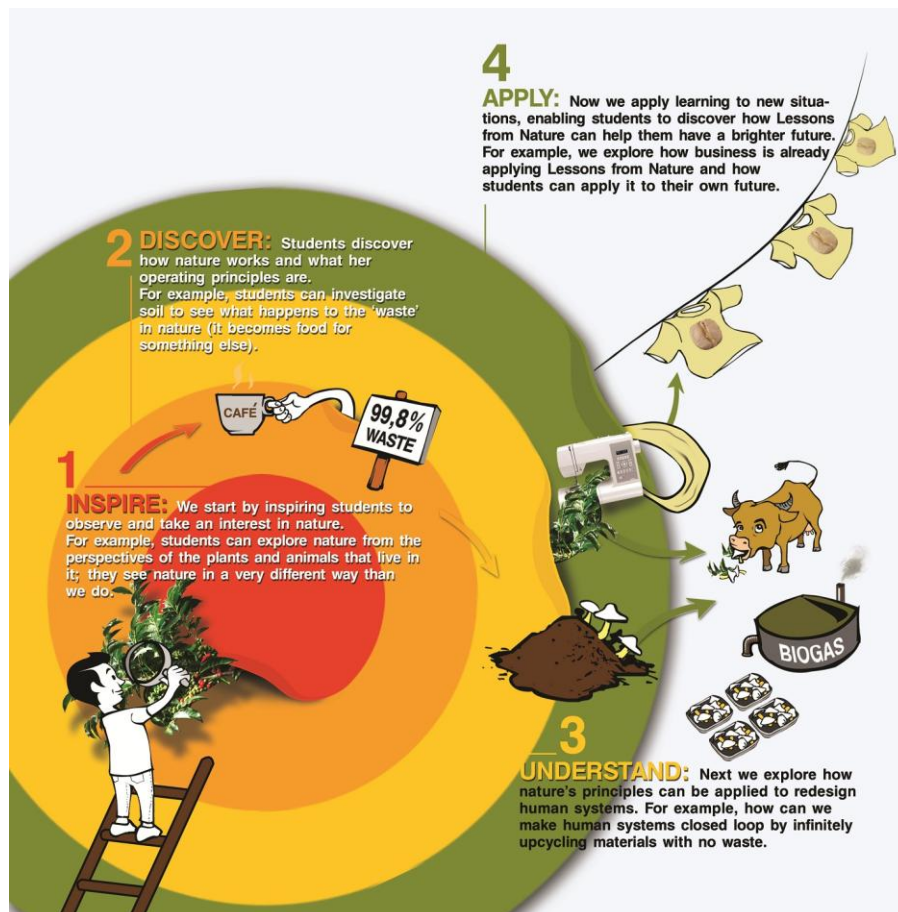 4
APPLY: Now we apply learning to new situa-
tions, enabling students to discover how Lessons
from Nature can help them have a brighter future.
For example, we explore how business is already
applying Lessons from Nature and how
students can apply it to their own future.
2
DISCOVER: Students discover
how nature works and what her
operating principles are.
For example, students can investigate
soil to see what happens to the ‘waste’
in nature (it becomes food for
something else).
CAFÉ
99,8%
WASTE
1
INSPIRE: We start by inspiring students to
observe and take an interest in nature.
For example, students can explore nature from the
perspectives of the plants and animals that live in
it; they see nature in a very different way than
we do.
BIOGAS
3
UNDERSTAND: Next we explore how
nature’s principles can be applied to redesign
human systems. For example, how can we
make human systems closed loop by infinitely
upcycling materials with no waste.